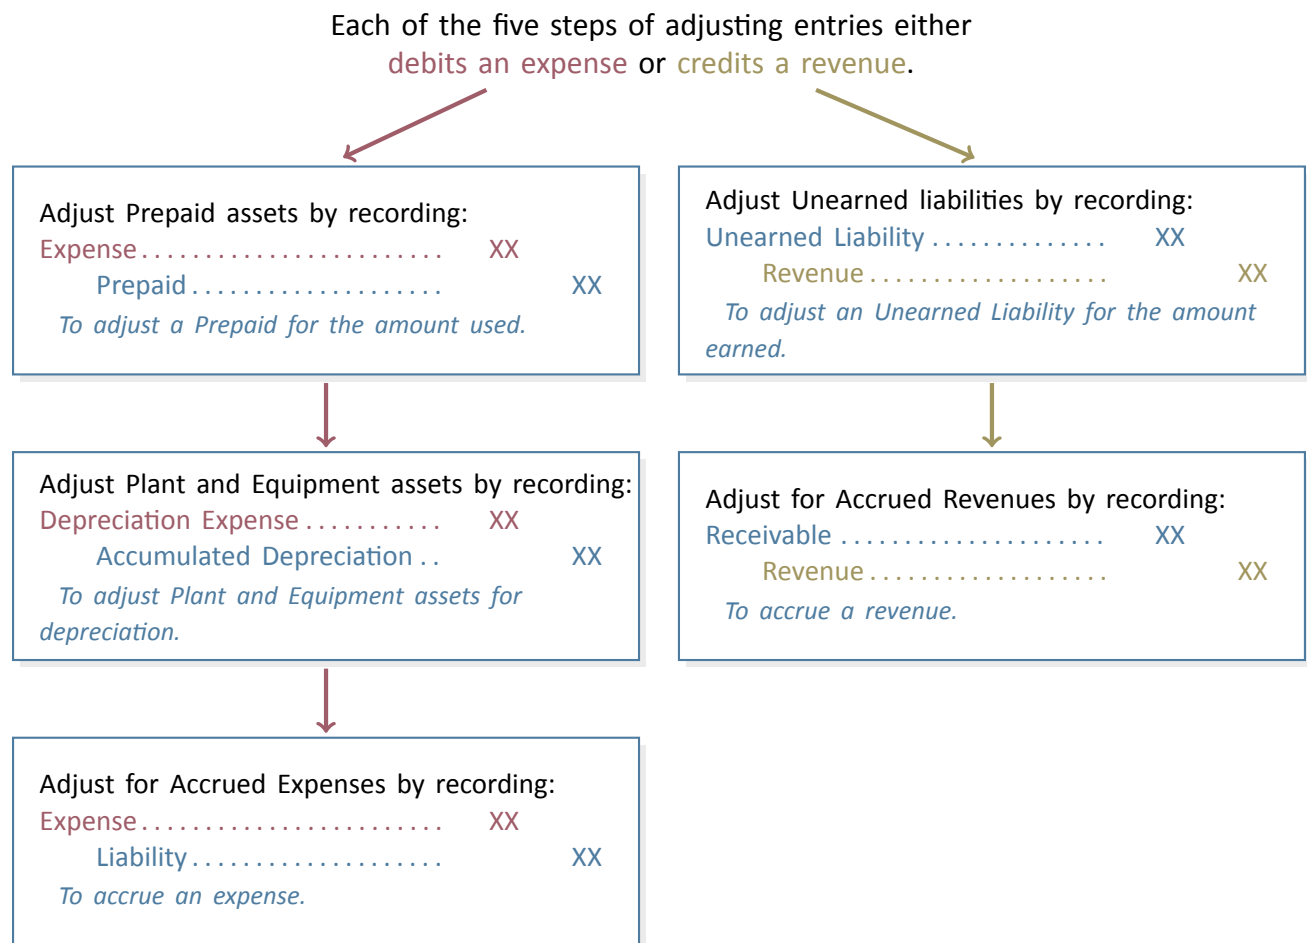 Each of the five steps of adjusting entries either
debits an expense or credits a revenue.
Adjust Prepaid assets by recording:
Expense........................ XX
Prepaid.................... XX
To adjust a Prepaid for the amount used.
Adjust Plant and Equipment assets by recording:
Depreciation Expense........... XX
Accumulated Depreciation.. XX
To adjust Plant and Equipment assets for
depreciation.
Adjust for Accrued Expenses by recording:
Expense........................ XX
Liability.................... XX
To accrue an expense.
Adjust Unearned liabilities by recording:
Unearned Liability.............. XX
Revenue................... XX
To adjust an Unearned Liability for the amount
earned.
Adjust for Accrued Revenues by recording:
Receivable..................... XX
Revenue................... XX
To accrue a revenue.